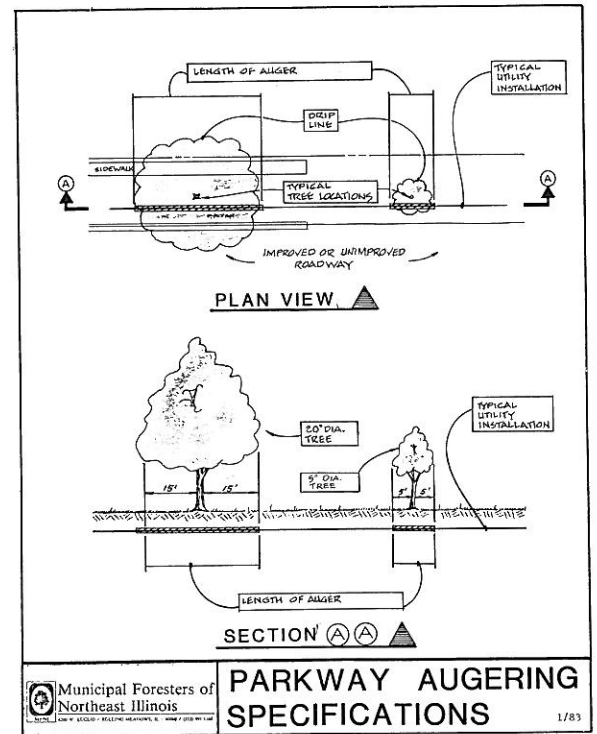 LENGTH OF AUGER
TYPICAL
UTILITY
INSTALLATION
DRIP
LINE
SIDEWALK
A
A
TYPICAL
TREE LOCATIONS
IMPROVED OR UNIMPROVED
ROADWAY
PLAN VIEW
20" DIA.
TREE
TYPICAL
UTILITY
INSTALLATION
5" DIA.
TREE
15' 15'
5' 5'
LENGTH OF AUGER
SECTION A A
Municipal Foresters of
Northeast Illinois
PARKWAY AUGERING
SPECIFICATIONS
1/83